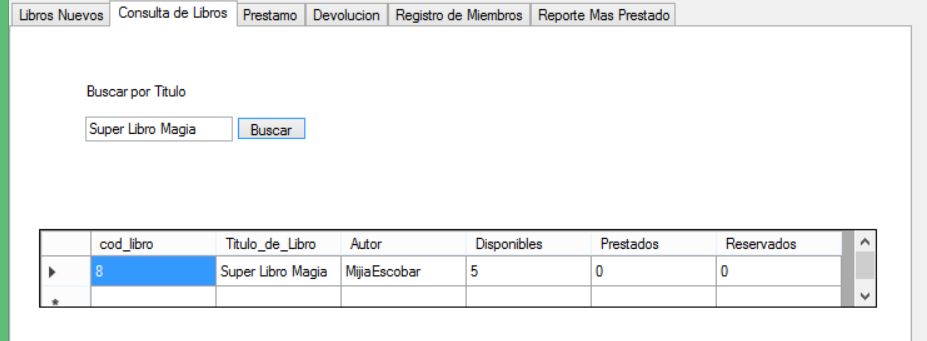 Libros Nuevos Consulta de Libros Prestamo Devolucion Registro de Miembros Reporte Mas Prestado
Buscar por Titulo
Super Libro Magia Buscar
cod_libro Titulo_de_Libro Autor Disponibles Prestados Reservados
8 Super Libro Magia MijiaEscobar 5 0 0
*